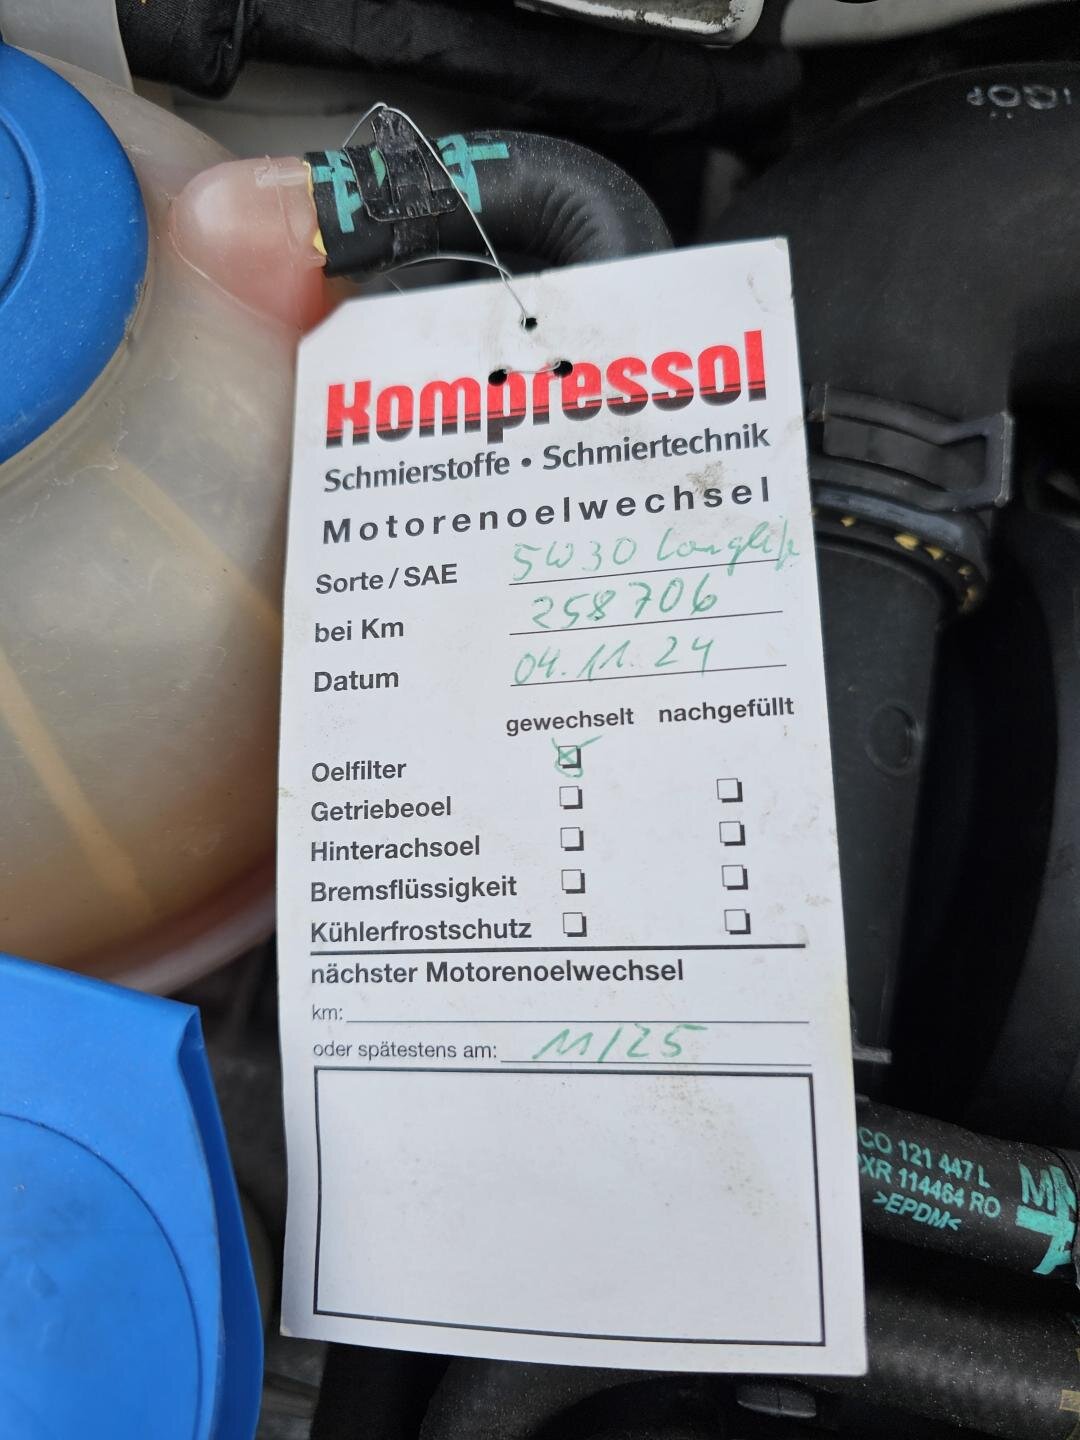 Kompressol
Schmierstoffe • Schmiertechnik
Motorenoelwechsel
Sorte / SAE 5W30 Longlife
bei Km 258706
Datum 04.11.24
gewechselt nachgefüllt
Oelfilter
Getriebeoel
Hinterachsoel
Bremsflüssigkeit
Kühlerfrostschutz
nächster Motorenoelwechsel
km:
oder spätestens am: 11/25
CO 121 447 L
XR 114464 RO
>EPDM<